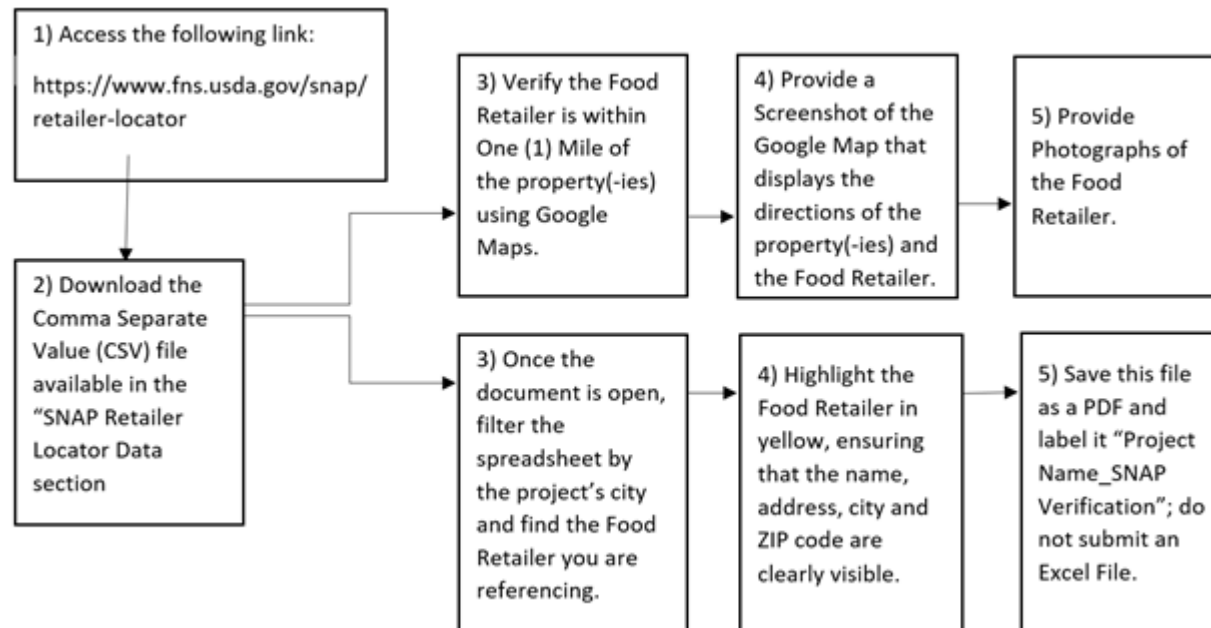 1) Access the following link:
https://www.fns.usda.gov/snap/
retailer-locator
2) Download the
Comma Separate
Value (CSV) file
available in the
“SNAP Retailer
Locator Data
section
3) Verify the Food
Retailer is within
One (1) Mile of
the property(-ies)
using Google
Maps.
4) Provide a
Screenshot of the
Google Map that
displays the
directions of the
property(-ies) and
the Food Retailer.
5) Provide
Photographs of
the Food
Retailer.
3) Once the
document is open,
filter the
spreadsheet by
the project’s city
and find the Food
Retailer you are
referencing.
4) Highlight the
Food Retailer in
yellow, ensuring
that the name,
address, city and
ZIP code are
clearly visible.
5) Save this file
as a PDF and
label it “Project
Name_SNAP
Verification”; do
not submit an
Excel File.